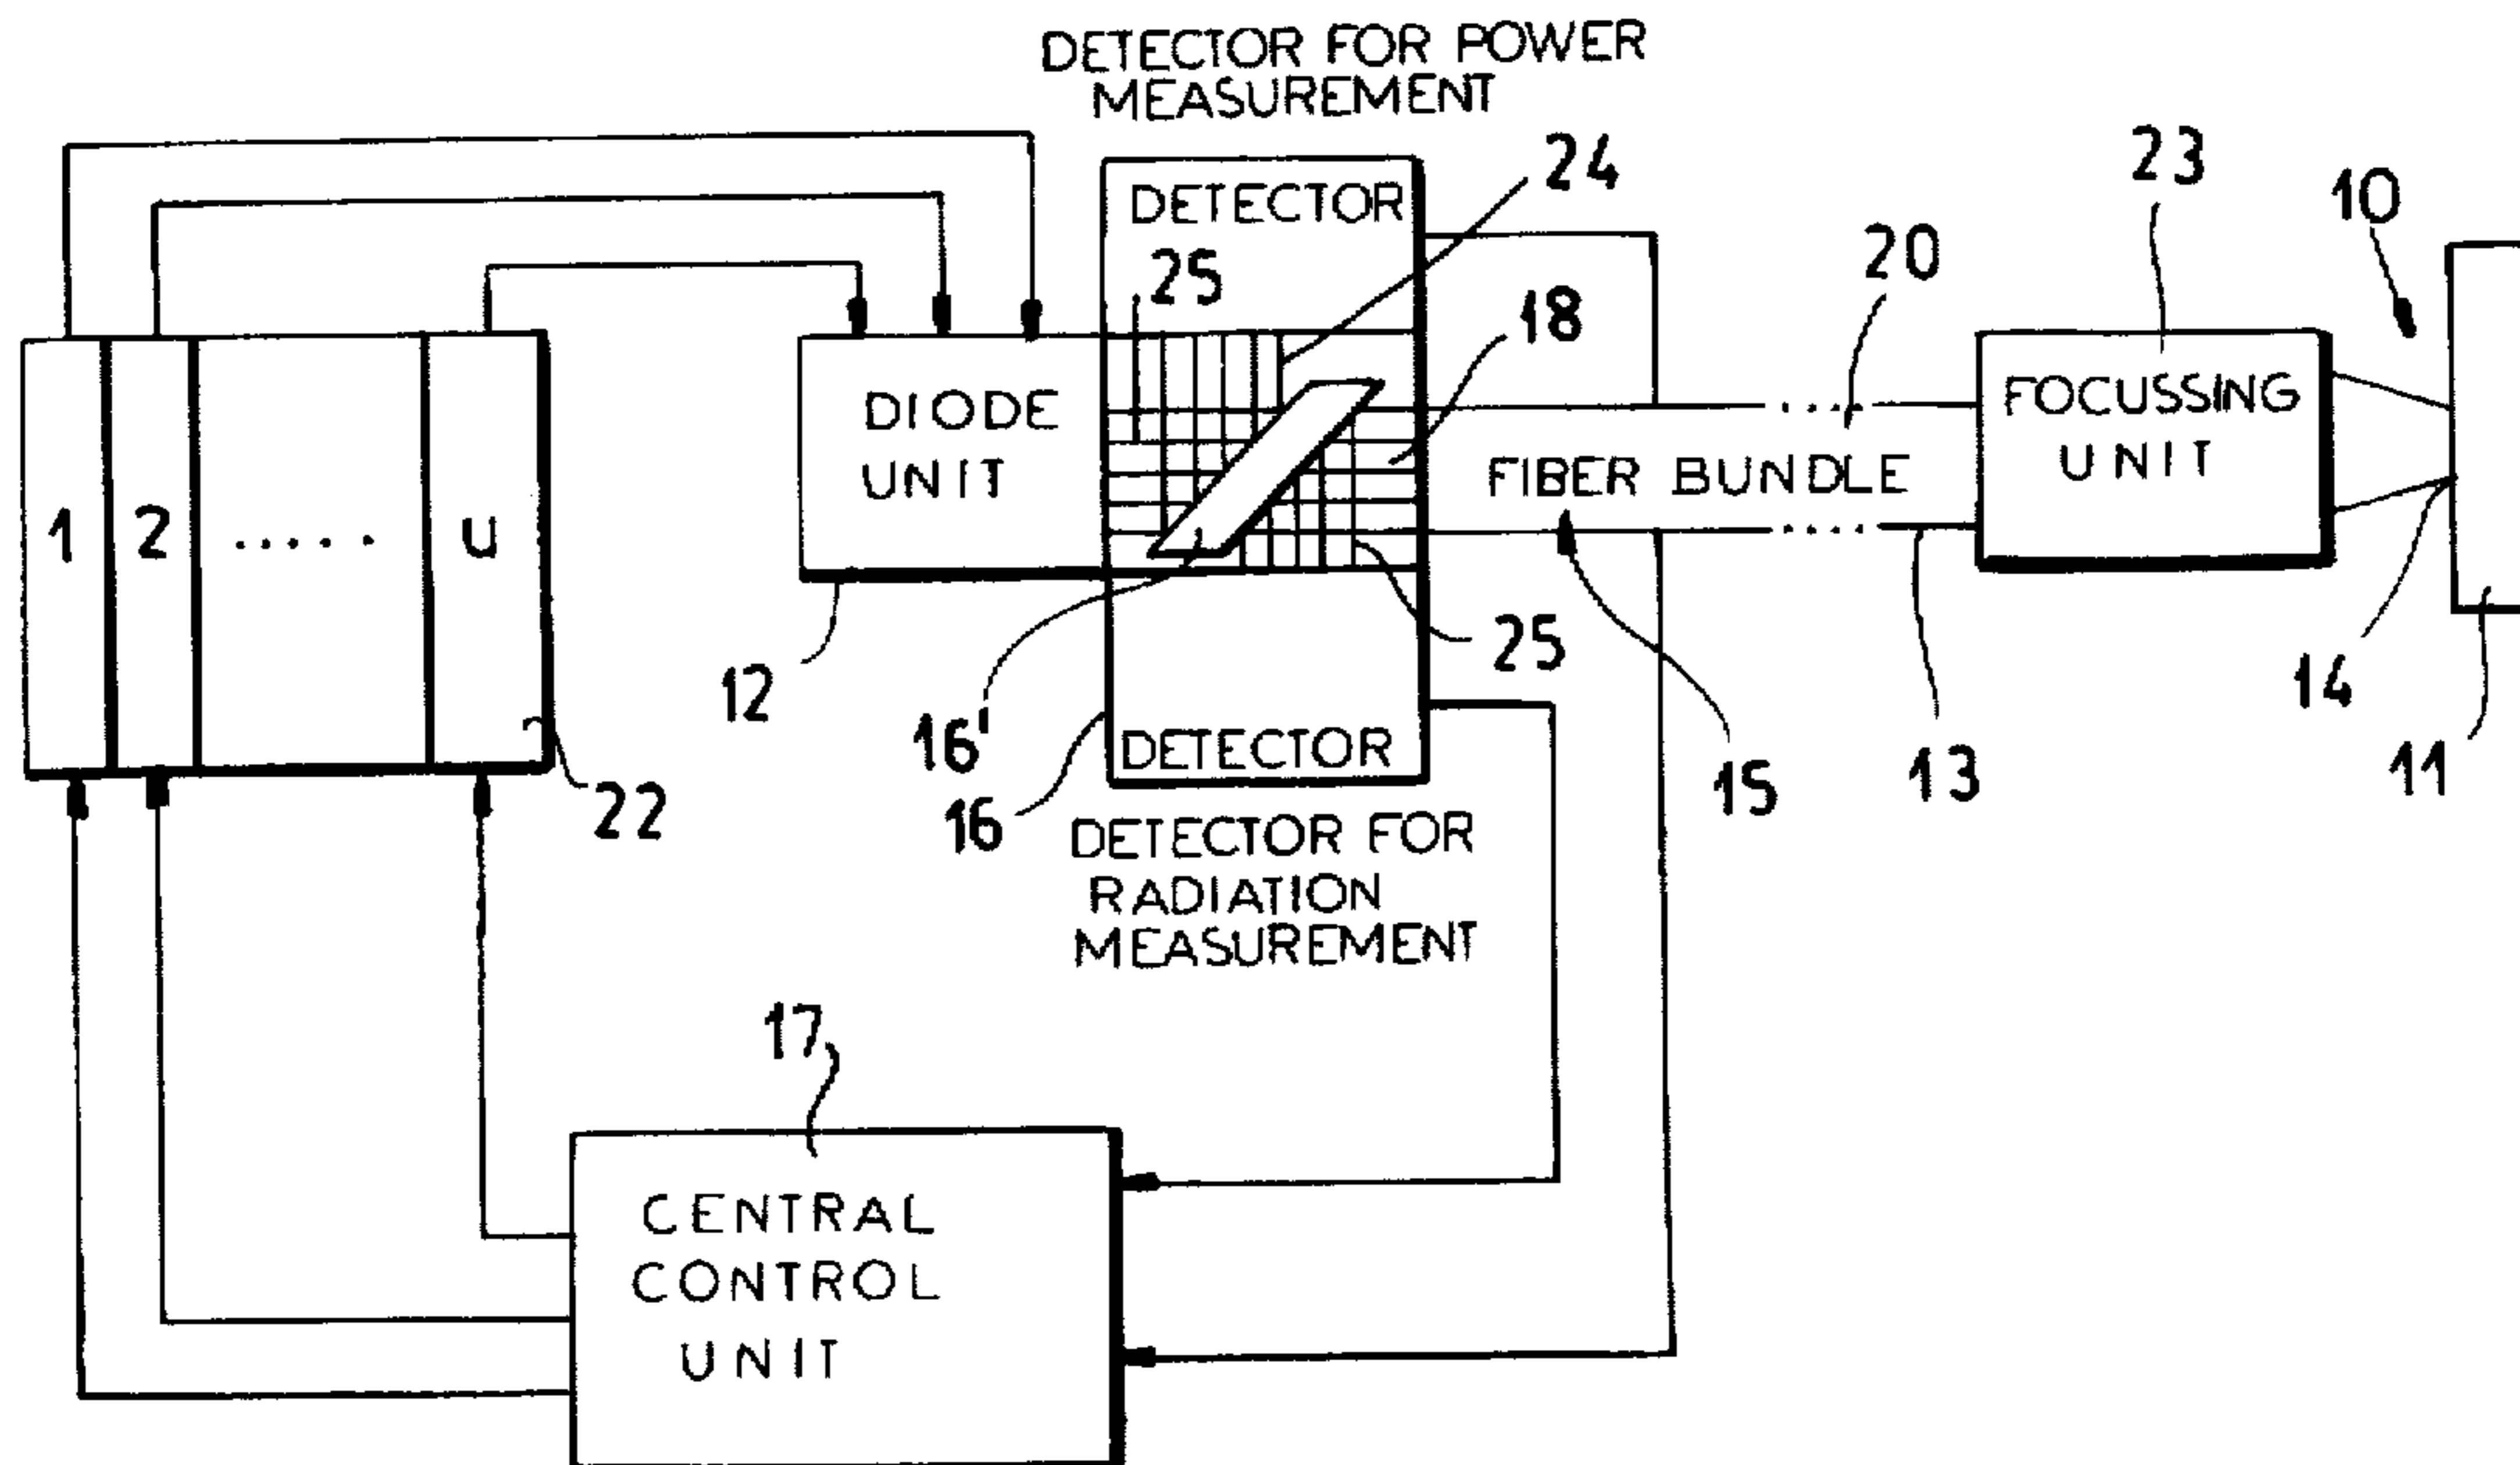 DETECTOR FOR POWER
MEASUREMENT
24
23
10
DETECTOR
25
20
18
DIODE
UNIT
FOCUSSING
UNIT
FIBER BUNDLE
1
2
.....
U
12
25
14
16'
DETECTOR
15
13
11
22
16
DETECTOR FOR
RADIATION
MEASUREMENT
17
CENTRAL
CONTROL
UNIT